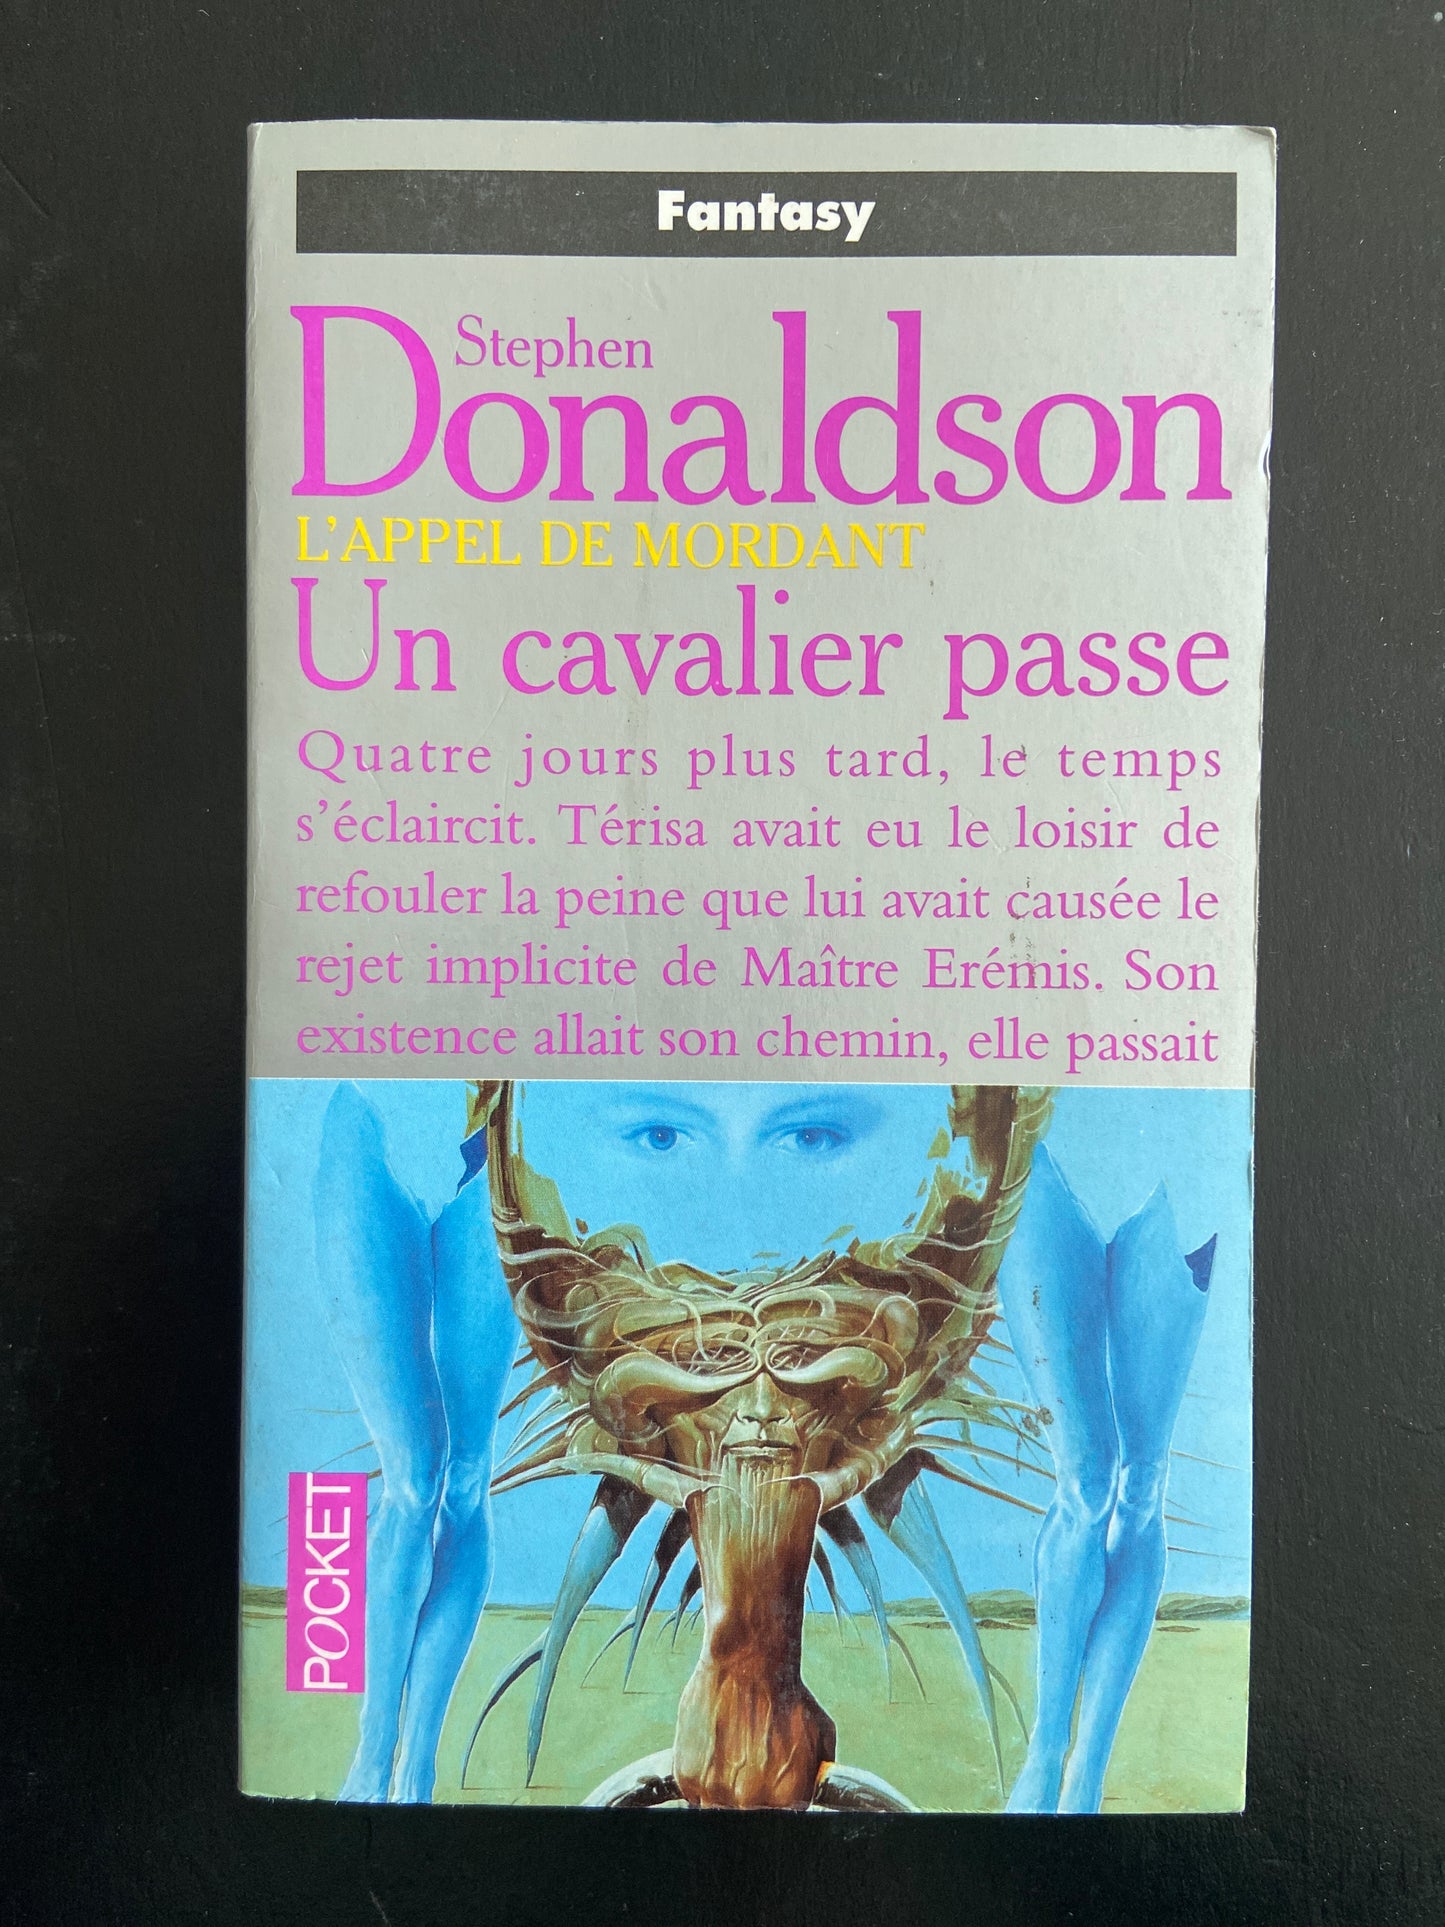 Fantasy
Stephen
Donaldson
L'APPEL DE MORDANT
Un cavalier passe
Quatre jours plus tard, le temps
s'éclaircit. Térisa avait eu le loisir de
refouler la peine que lui avait causée le
rejet implicite de Maître Erémis. Son
existence allait son chemin, elle passait
POCKET